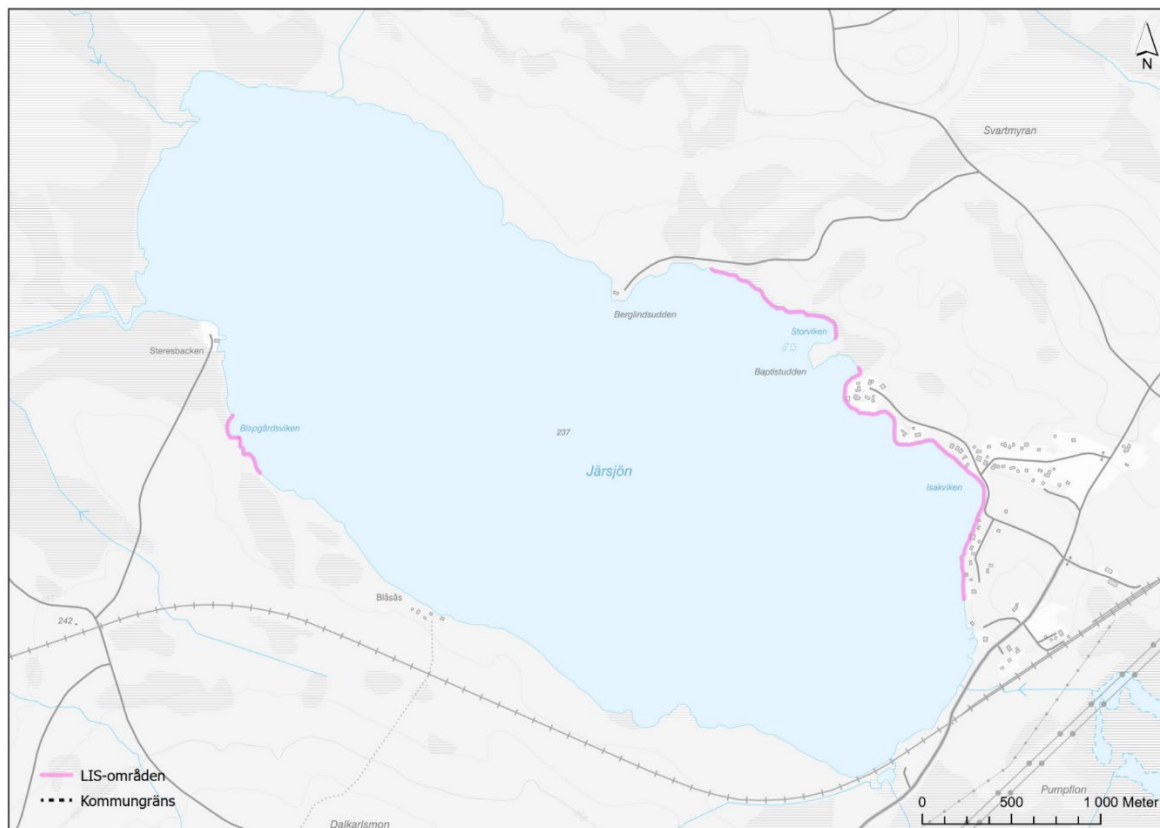 N
Svartmyran
Berglindsudden
Storviken
Steresbacken
Baptistudden
Bispgårdsviken
237
Järsjön
Isakviken
Blåsås
242
LIS-områden
Kommungräns
Pumpflon
0 500 1 000 Meter
Dalkarlsmon